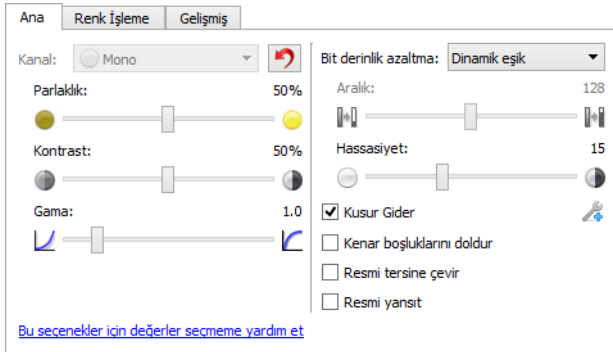 Ana
Renk İşleme
Gelişmiş
Kanal:
Mono
Parlaklık:
50%
Kontrast:
50%
Gama:
1.0
Bu seçenekler için değerler seçmeme yardım et
Bit derinlik azaltma:
Dinamik eşik
Aralık:
128
Hassasiyet:
15
Kusur Gider
Kenar boşluklarını doldur
Resmi tersine çevir
Resmi yansıt